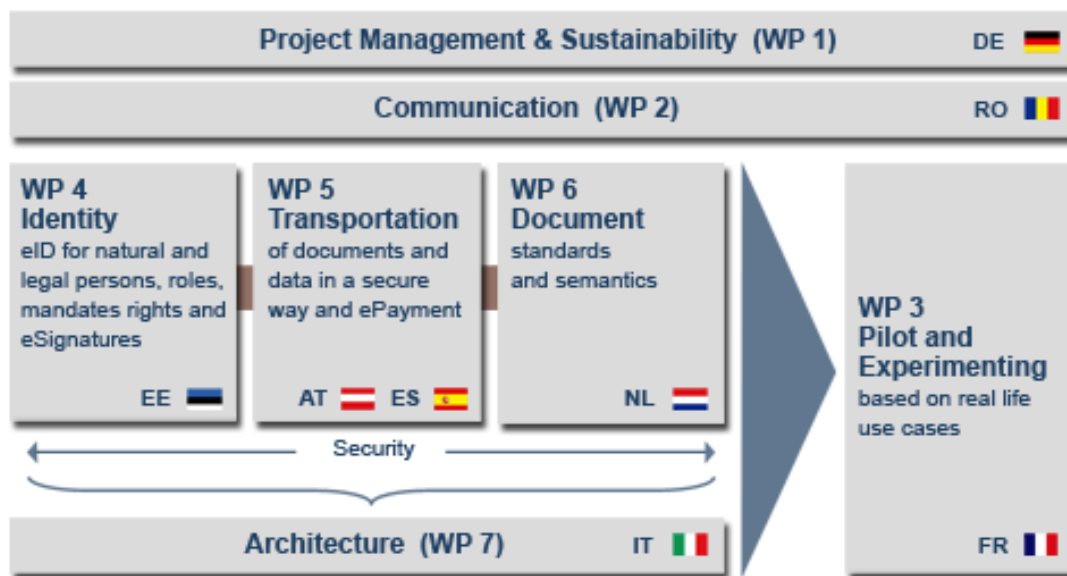 Project Management & Sustainability (WP 1) DE
Communication (WP 2) RO
WP 4
Identity
eID for natural and
legal persons, roles,
mandates rights and
eSignatures
EE
WP 5
Transportation
of documents and
data in a secure
way and ePayment
AT ES
WP 6
Document
standards
and semantics
NL
Security
Architecture (WP 7) IT
WP 3
Pilot and
Experimenting
based on real life
use cases
FR